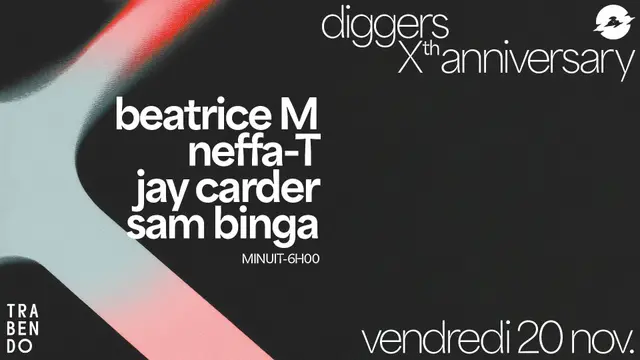 diggers
Xth anniversary
beatrice M
neffa-T
jay carder
sam binga
MINUIT-6H00
TRA
BEN
DO
vendredi 20 nov.